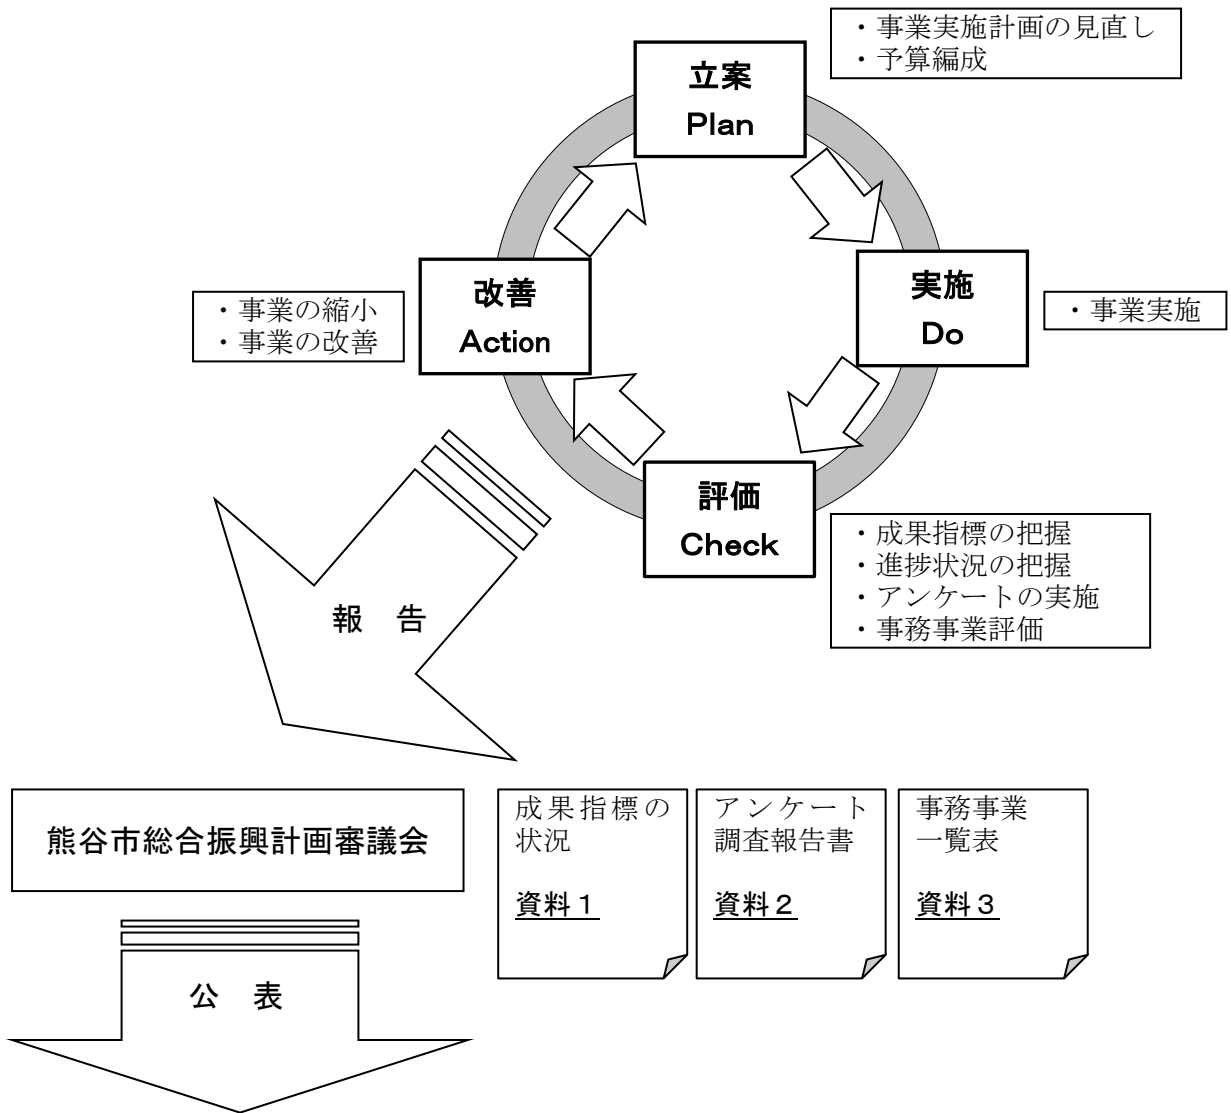 立案
Plan
・事業実施計画の見直し
・予算編成
実施
Do
・事業実施
改善
Action
・事業の縮小
・事業の改善
評価
Check
・成果指標の把握
・進捗状況の把握
・アンケートの実施
・事務事業評価
報　告
熊谷市総合振興計画審議会
成果指標の
状況
資料１
アンケート
調査報告書
資料２
事務事業
一覧表
資料３
公　表